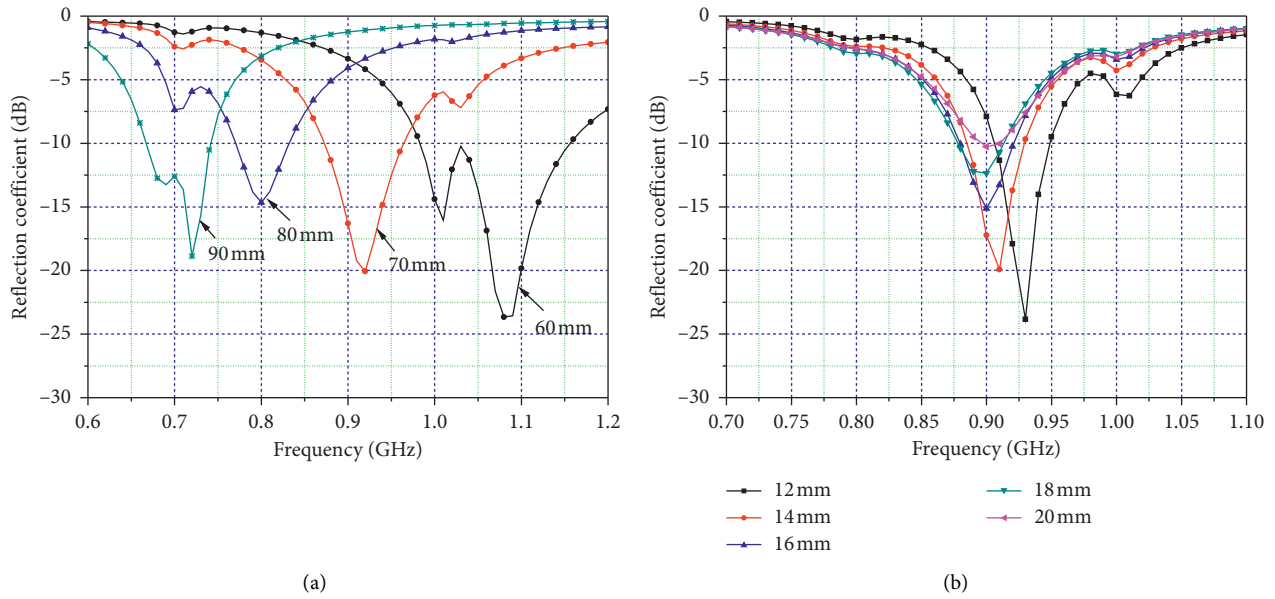 0
−5
−10
−15
−20
−25
−30
Reflection coefficient (dB)
90 mm
80 mm
70 mm
60 mm
0.6 0.7 0.8 0.9 1.0 1.1 1.2
Frequency (GHz)
(a)
0
−5
−10
−15
−20
−25
−30
Reflection coefficient (dB)
0.70 0.75 0.80 0.85 0.90 0.95 1.00 1.05 1.10
Frequency (GHz)
12 mm
14 mm
16 mm
18 mm
20 mm
(b)